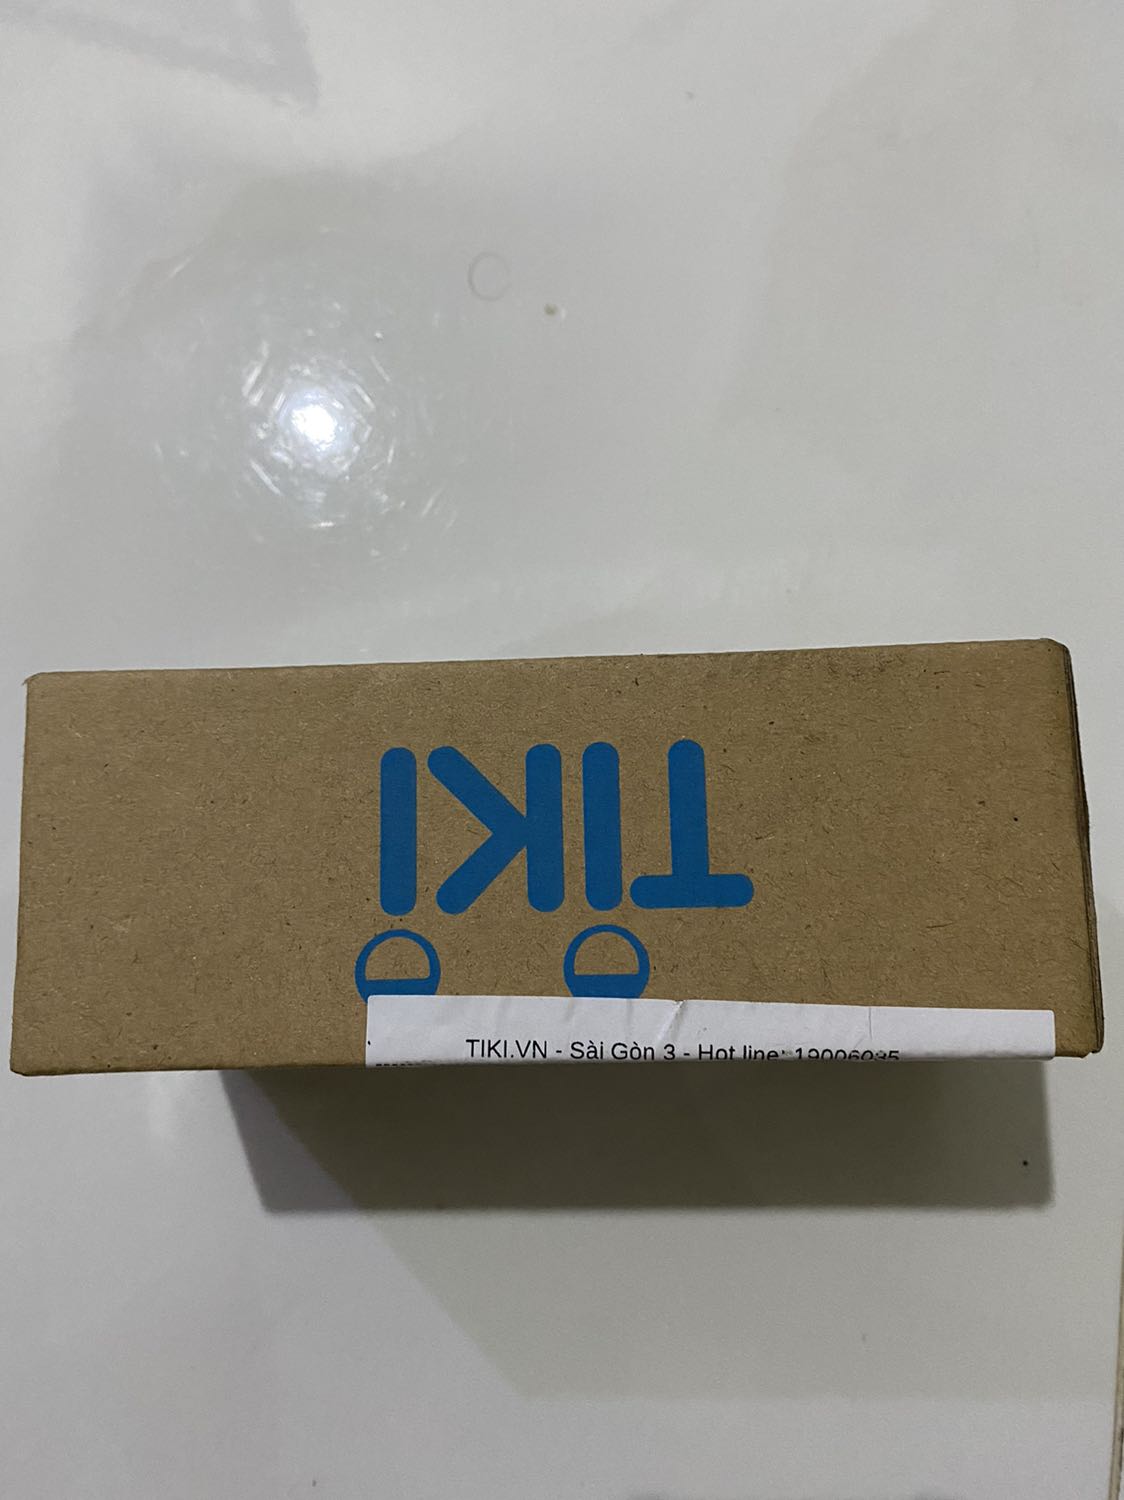 TIKI
TIKI.VN - Sài Gòn 3 - Hot line: 19006035